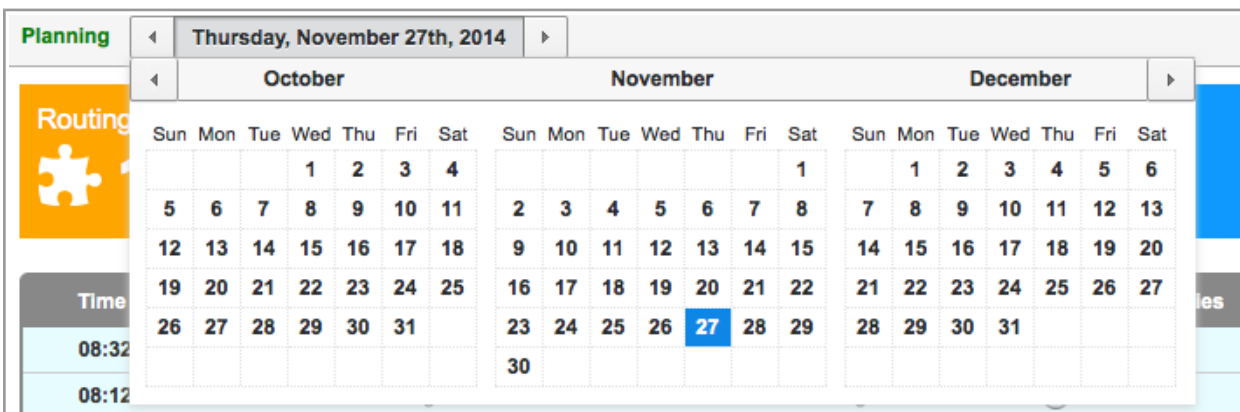 Planning Thursday, November 27th, 2014
October November December
Routing
Sun Mon Tue Wed Thu Fri Sat Sun Mon Tue Wed Thu Fri Sat Sun Mon Tue Wed Thu Fri Sat
1 2 3 4 1 1 2 3 4 5 6
5 6 7 8 9 10 11 2 3 4 5 6 7 8 7 8 9 10 11 12 13
12 13 14 15 16 17 18 9 10 11 12 13 14 15 14 15 16 17 18 19 20
19 20 21 22 23 24 25 16 17 18 19 20 21 22 21 22 23 24 25 26 27
Time
26 27 28 29 30 31 23 24 25 26 27 28 29 28 29 30 31
08:32
30
08:12